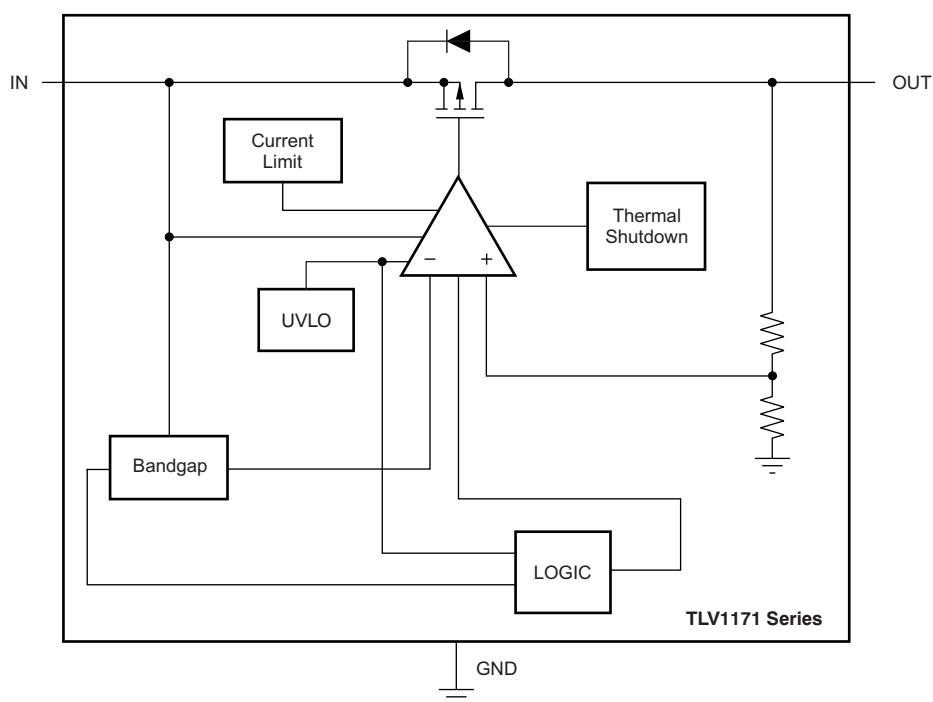 IN
OUT
Current
Limit
Thermal
Shutdown
− +
UVLO
Bandgap
LOGIC
TLV1171 Series
GND